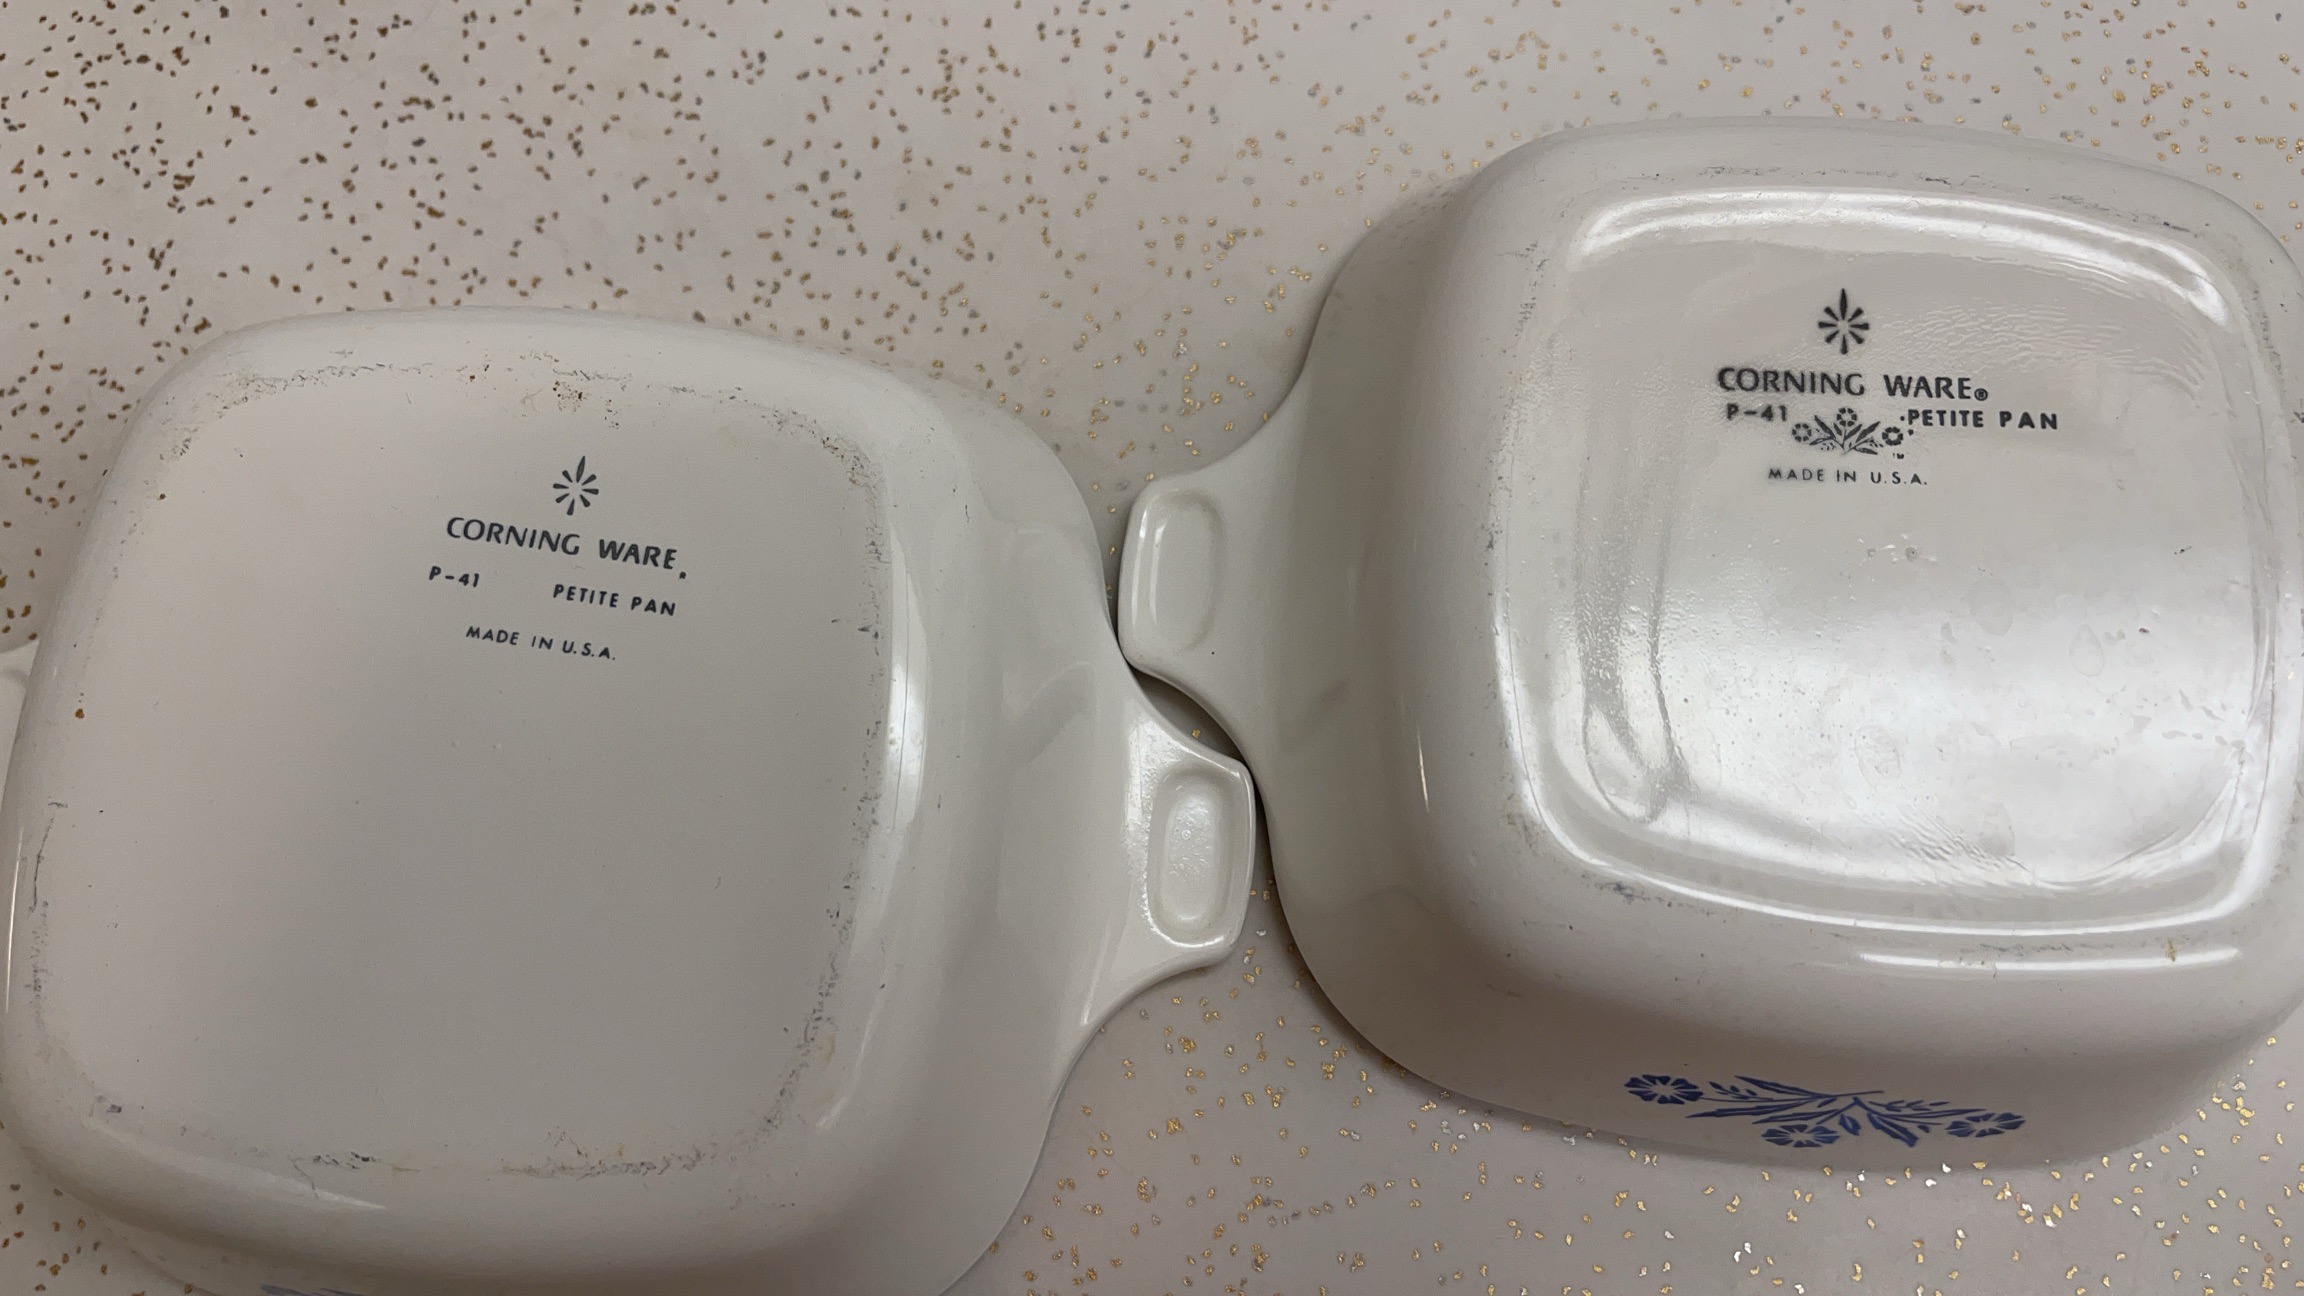 CORNING WARE.
P-41 PETITE PAN
MADE IN U.S.A.
CORNING WARE®
P-41 PETITE PAN
MADE IN U.S.A.